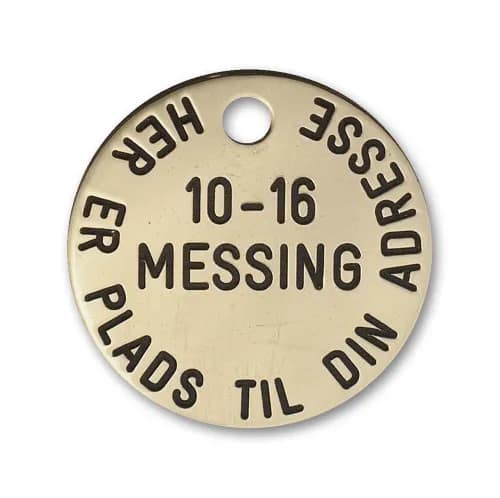 HER ER PLADS TIL DIN ADRESSE
10-16
MESSING